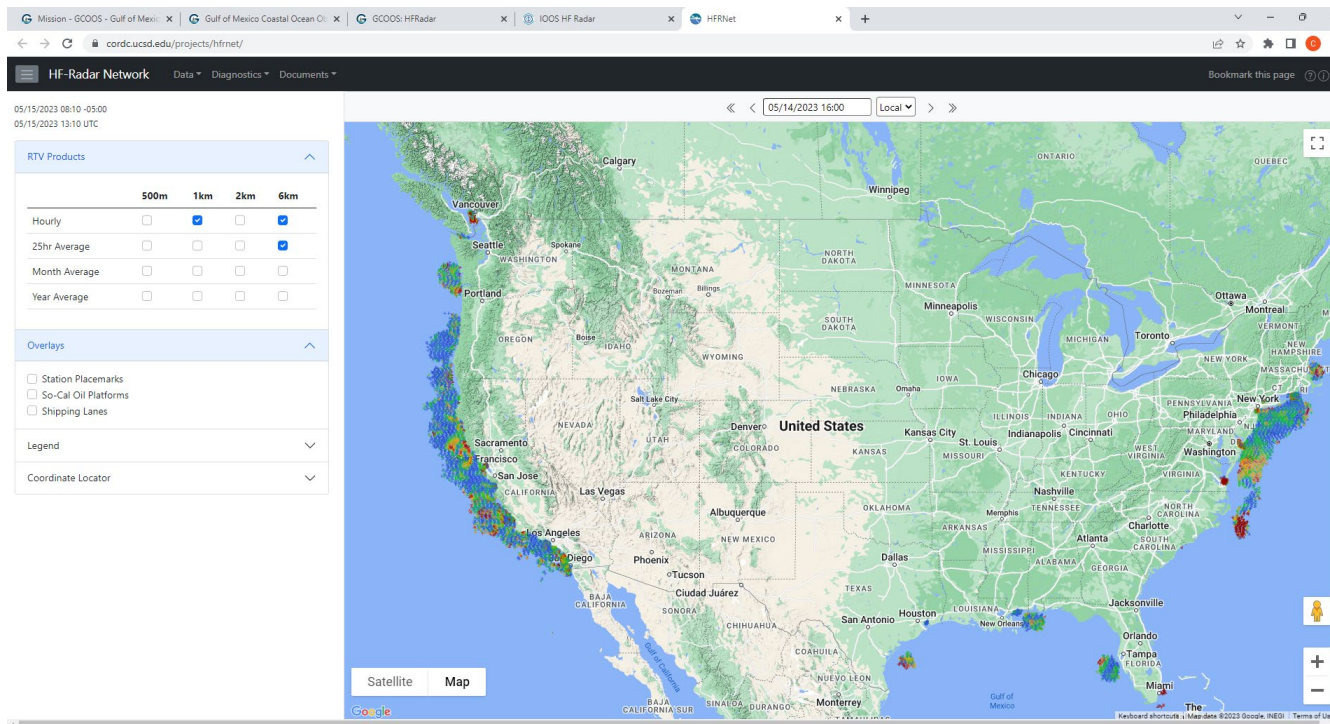 Mission - GCOOS - Gulf of Mexic
Gulf of Mexico Coastal Ocean Ob
GCOOS: HFRadar
IOOS HF Radar
HFRNet
cordc.ucsd.edu/projects/hfrnet/
HF-Radar Network Data Diagnostics Documents Bookmark this page
05/15/2023 08:10 -05:00
05/15/2023 13:10 UTC
05/14/2023 16:00 Local
RTV Products
500m 1km 2km 6km
Hourly
25hr Average
Month Average
Year Average
Overlays
Station Placemarks
So-Cal Oil Platforms
Shipping Lanes
Legend
Coordinate Locator
Calgary
ONTARIO
QUEBEC
Winnipeg
Vancouver
Seattle
Spokane
WASHINGTON
NORTH DAKOTA
MONTANA
Portland
Bozeman
Billings
MINNESOTA
Ottawa
Montreal
Minneapolis
SOUTH DAKOTA
WISCONSIN
VERMONT
OREGON
Boise
IDAHO
MICHIGAN
Toronto
NEW HAMPSHIRE
WYOMING
NEW YORK
MASSACHU
IOWA
Chicago
CT RI
NEBRASKA
Omaha
PENNSYLVANIA
New York
Salt Lake City
ILLINOIS
INDIANA
OHIO
Philadelphia
NEVADA
Denver
United States
Kansas City
Indianapolis
Cincinnati
MARYLAND
NJ
Sacramento
UTAH
COLORADO
KANSAS
St. Louis
MISSOURI
WEST VIRGINIA
Washington
Francisco
San Jose
KENTUCKY
VIRGINIA
CALIFORNIA
Las Vegas
Nashville
Albuquerque
OKLAHOMA
Memphis
TENNESSEE
NORTH CAROLINA
Los Angeles
ARIZONA
NEW MEXICO
ARKANSAS
Charlotte
Atlanta
SOUTH CAROLINA
Diego
Phoenix
Dallas
MISSISSIPPI
ALABAMA
GEORGIA
Tucson
Ciudad Juárez
TEXAS
BAJA CALIFORNIA
SONORA
CHIHUAHUA
San Antonio
Houston
LOUISIANA
New Orleans
Jacksonville
COAHUILA
Orlando
Tampa
FLORIDA
Gulf of California
NUEVO LEON
Monterrey
Gulf of Mexico
Miami
Satellite Map
BAJA CALIFORNIA SUR
SINALOA
DURANGO
The
Google
Keyboard shortcuts Map data ©2023 Google, INEGI